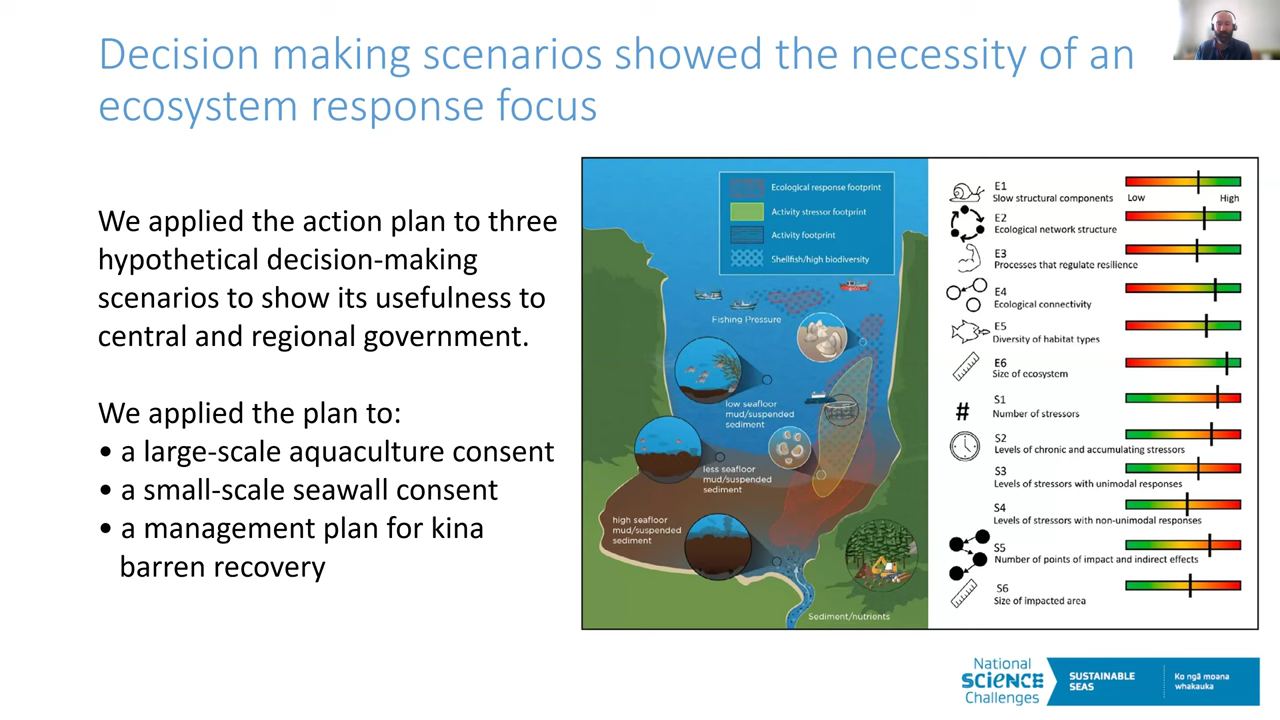 Decision making scenarios showed the necessity of an
ecosystem response focus
We applied the action plan to three
hypothetical decision-making
scenarios to show its usefulness to
central and regional government.
We applied the plan to:
• a large-scale aquaculture consent
• a small-scale seawall consent
• a management plan for kina
barren recovery
Ecological response footprint
Activity stressor footprint
Activity footprint
Shellfish/high biodiversity
Fishing Pressure
low seafloor
mud/suspended
sediment
less seafloor
mud/suspended
sediment
high seafloor
mud/suspended
sediment
Sediment/nutrients
E1
Slow structural components
Low
High
E2
Ecological network structure
E3
Processes that regulate resilience
E4
Ecological connectivity
E5
Diversity of habitat types
E6
Size of ecosystem
#
S1
Number of stressors
S2
Levels of chronic and accumulating stressors
S3
Levels of stressors with unimodal responses
S4
Levels of stressors with non-unimodal responses
S5
Number of points of impact and indirect effects
S6
Size of impacted area
National
SCIENCE
Challenges
SUSTAINABLE
SEAS
Ko ngā moana
whakauka